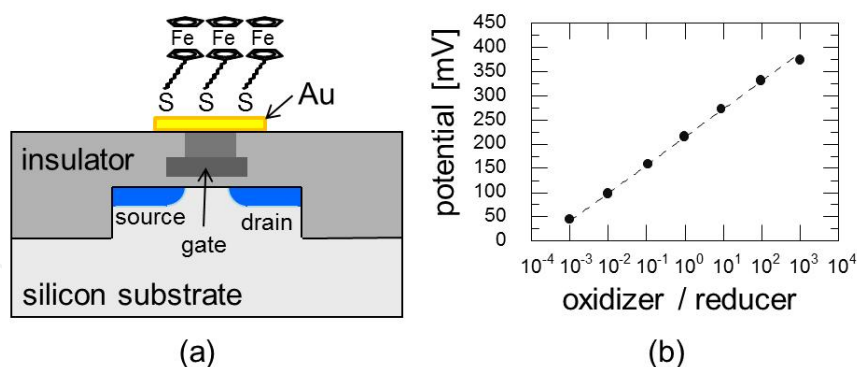 Fe Fe Fe
S S S
Au
insulator
source
drain
gate
silicon substrate
(a)
potential [mV]
450
400
350
300
250
200
150
100
50
0
10⁻⁴ 10⁻³ 10⁻² 10⁻¹ 10⁰ 10¹ 10² 10³ 10⁴
oxidizer / reducer
(b)